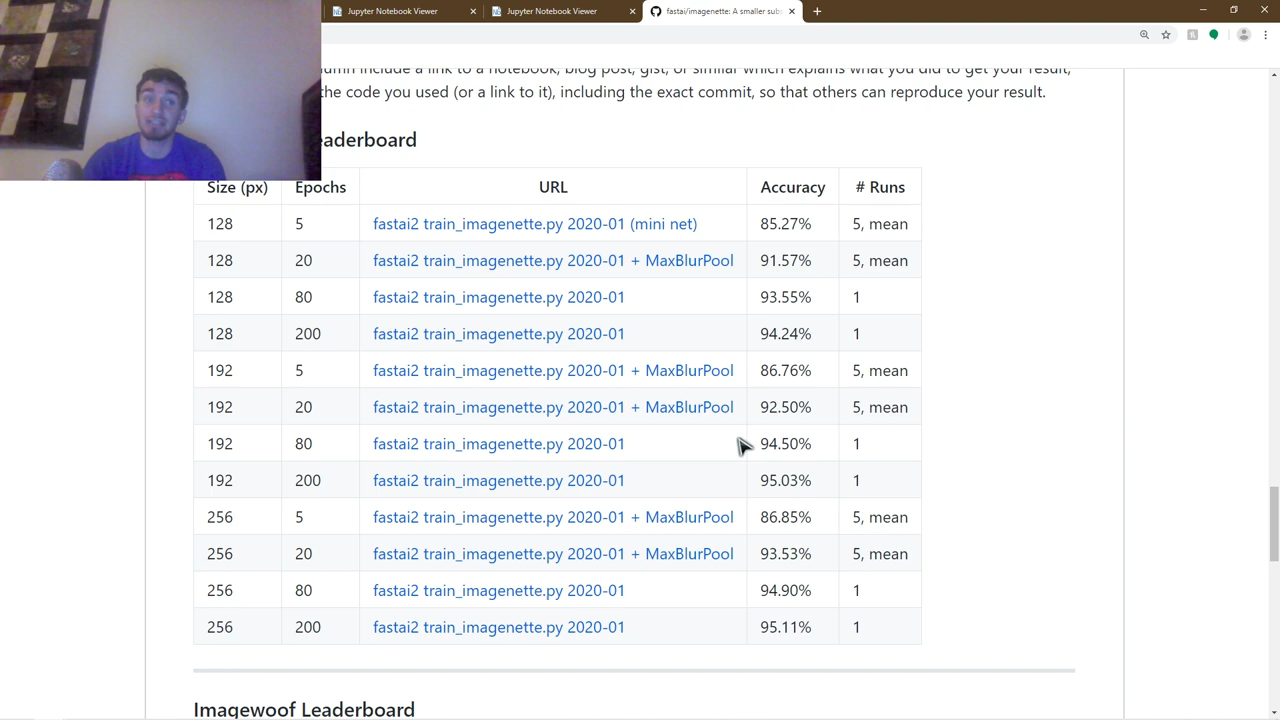 Jupyter Notebook Viewer
Jupyter Notebook Viewer
fastai/imagenette: A smaller sub
umn include a link to a notebook, blog post, gist, or similar which explains what you did to get your result,
the code you used (or a link to it), including the exact commit, so that others can reproduce your result.
eaderboard
Size (px) Epochs URL Accuracy # Runs
128 5 fastai2 train_imagenette.py 2020-01 (mini net) 85.27% 5, mean
128 20 fastai2 train_imagenette.py 2020-01 + MaxBlurPool 91.57% 5, mean
128 80 fastai2 train_imagenette.py 2020-01 93.55% 1
128 200 fastai2 train_imagenette.py 2020-01 94.24% 1
192 5 fastai2 train_imagenette.py 2020-01 + MaxBlurPool 86.76% 5, mean
192 20 fastai2 train_imagenette.py 2020-01 + MaxBlurPool 92.50% 5, mean
192 80 fastai2 train_imagenette.py 2020-01 94.50% 1
192 200 fastai2 train_imagenette.py 2020-01 95.03% 1
256 5 fastai2 train_imagenette.py 2020-01 + MaxBlurPool 86.85% 5, mean
256 20 fastai2 train_imagenette.py 2020-01 + MaxBlurPool 93.53% 5, mean
256 80 fastai2 train_imagenette.py 2020-01 94.90% 1
256 200 fastai2 train_imagenette.py 2020-01 95.11% 1
Imagewoof Leaderboard